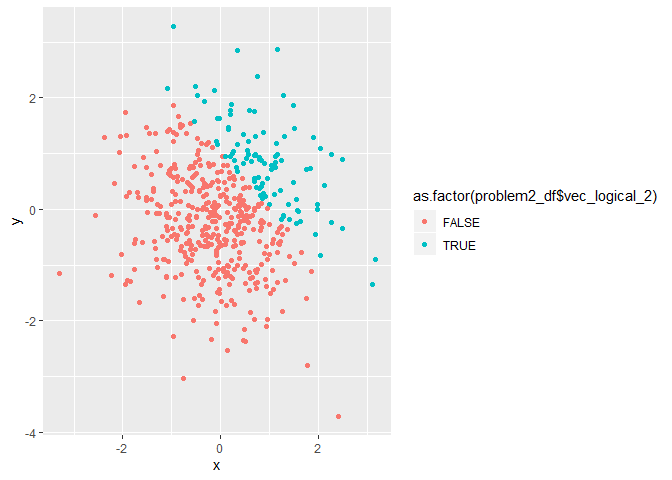 2
0
-2
-4
y
-2
0
2
x
as.factor(problem2_df$vec_logical_2)
FALSE
TRUE